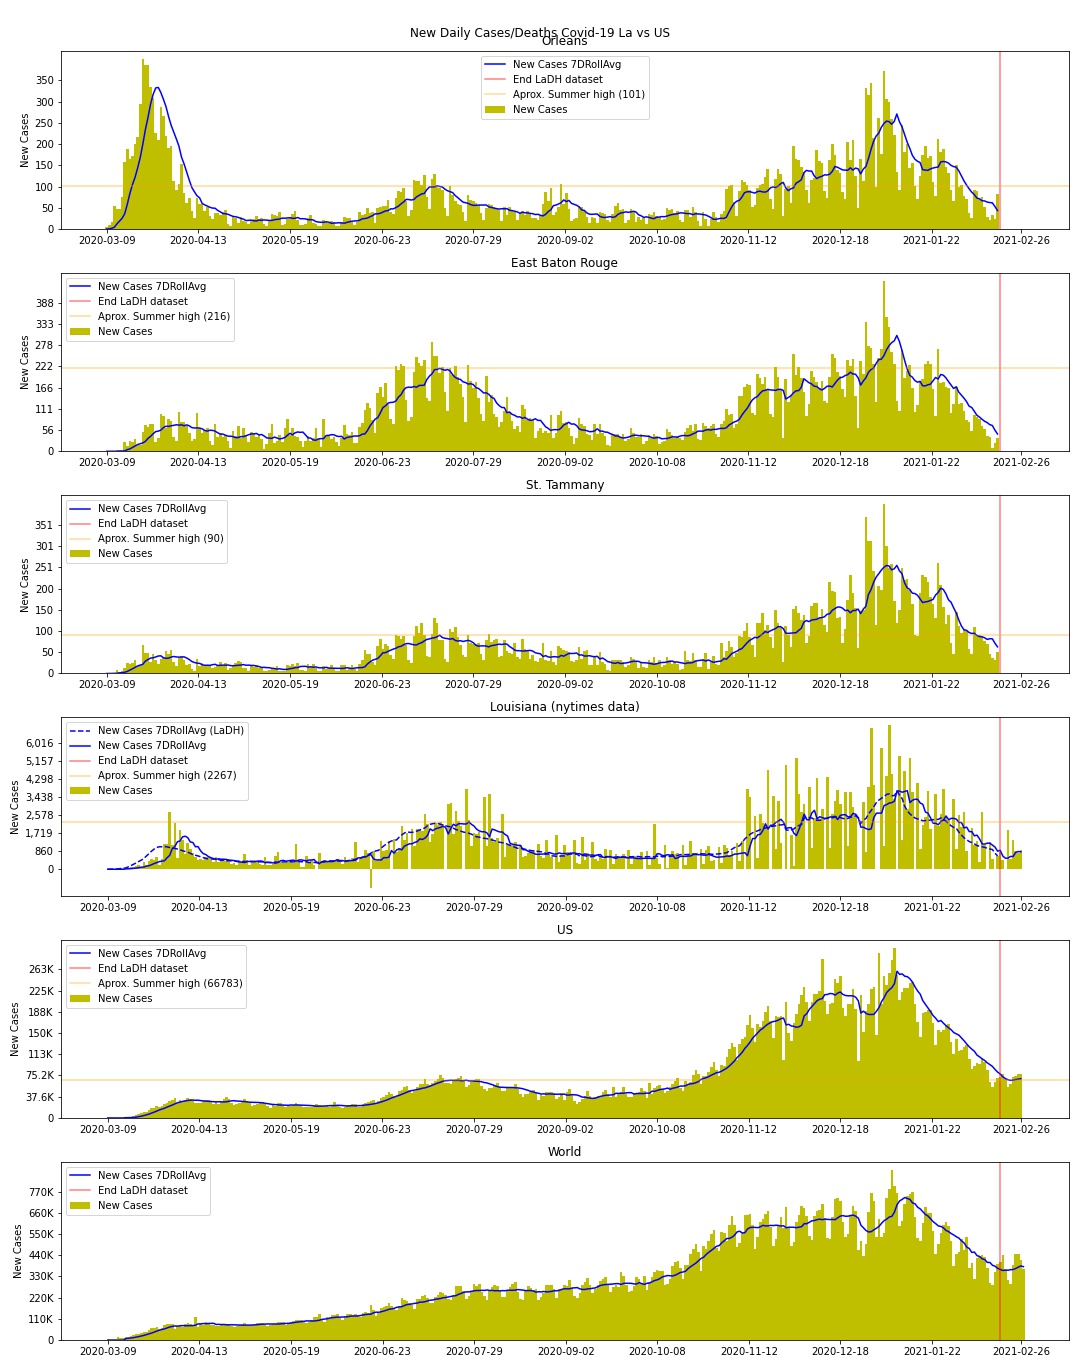 New Daily Cases/Deaths Covid-19 La vs US
Orleans
New Cases 7DRollAvg
End LaDH dataset
Aprox. Summer high (101)
New Cases
New Cases
350
300
250
200
150
100
50
0
2020-03-09 2020-04-13 2020-05-19 2020-06-23 2020-07-29 2020-09-02 2020-10-08 2020-11-12 2020-12-18 2021-01-22 2021-02-26
East Baton Rouge
New Cases 7DRollAvg
End LaDH dataset
Aprox. Summer high (216)
New Cases
New Cases
388
333
278
222
166
111
56
0
2020-03-09 2020-04-13 2020-05-19 2020-06-23 2020-07-29 2020-09-02 2020-10-08 2020-11-12 2020-12-18 2021-01-22 2021-02-26
St. Tammany
New Cases 7DRollAvg
End LaDH dataset
Aprox. Summer high (90)
New Cases
New Cases
351
301
251
200
150
100
50
0
2020-03-09 2020-04-13 2020-05-19 2020-06-23 2020-07-29 2020-09-02 2020-10-08 2020-11-12 2020-12-18 2021-01-22 2021-02-26
Louisiana (nytimes data)
New Cases 7DRollAvg (LaDH)
New Cases 7DRollAvg
End LaDH dataset
Aprox. Summer high (2267)
New Cases
New Cases
6,016
5,157
4,298
3,438
2,578
1,719
860
0
2020-03-09 2020-04-13 2020-05-19 2020-06-23 2020-07-29 2020-09-02 2020-10-08 2020-11-12 2020-12-18 2021-01-22 2021-02-26
US
New Cases 7DRollAvg
End LaDH dataset
Aprox. Summer high (66783)
New Cases
New Cases
263K
225K
188K
150K
113K
75.2K
37.6K
0
2020-03-09 2020-04-13 2020-05-19 2020-06-23 2020-07-29 2020-09-02 2020-10-08 2020-11-12 2020-12-18 2021-01-22 2021-02-26
World
New Cases 7DRollAvg
End LaDH dataset
New Cases
New Cases
770K
660K
550K
440K
330K
220K
110K
0
2020-03-09 2020-04-13 2020-05-19 2020-06-23 2020-07-29 2020-09-02 2020-10-08 2020-11-12 2020-12-18 2021-01-22 2021-02-26